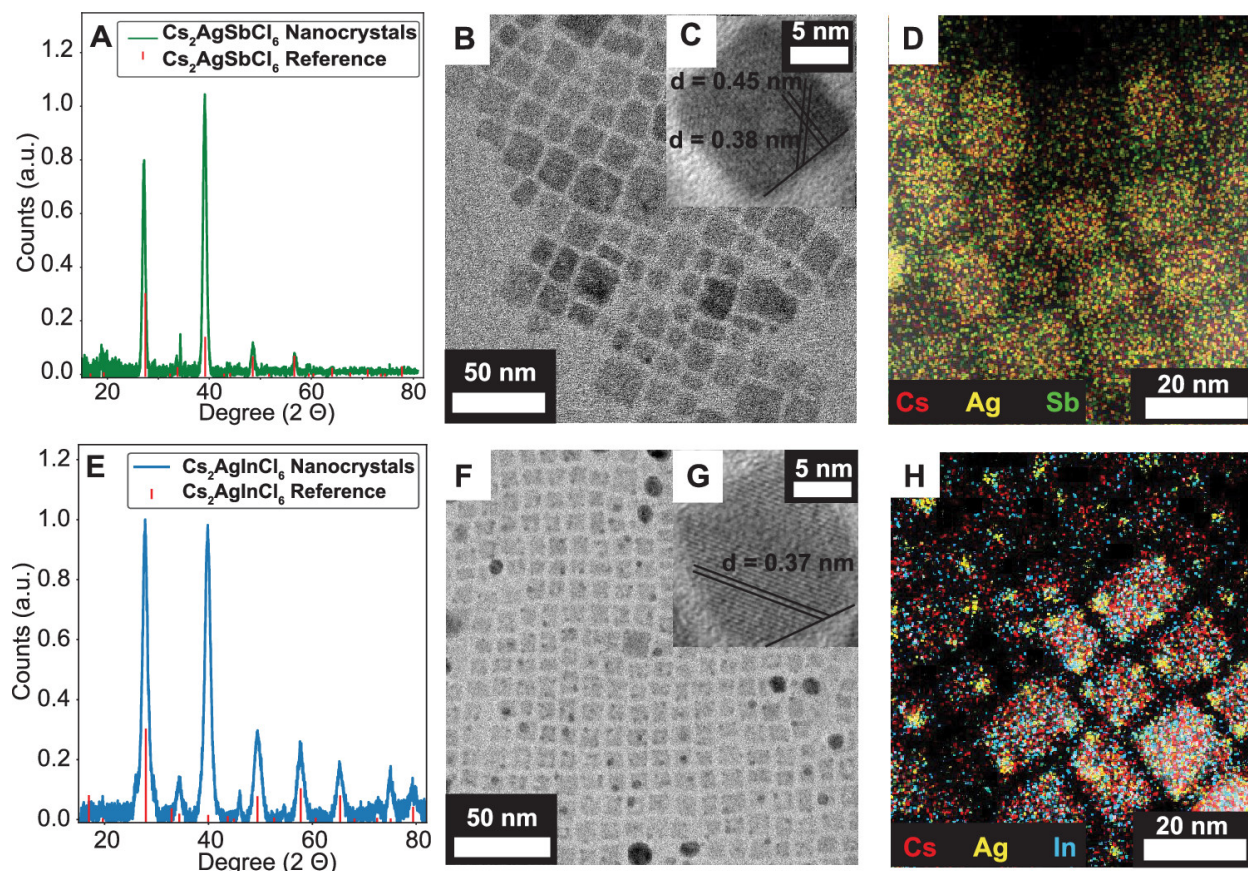 A
Cs₂AgSbCl₆ Nanocrystals
Cs₂AgSbCl₆ Reference
1.2
1.0
0.8
0.6
0.4
0.2
0.0
20 40 60 80
Degree (2 Θ)
Counts (a.u.)
B
50 nm
C
5 nm
d = 0.45 nm
d = 0.38 nm
D
Cs Ag Sb
20 nm
E
Cs₂AgInCl₆ Nanocrystals
Cs₂AgInCl₆ Reference
1.2
1.0
0.8
0.6
0.4
0.2
0.0
20 40 60 80
Degree (2 Θ)
Counts (a.u.)
F
50 nm
G
5 nm
d = 0.37 nm
H
Cs Ag In
20 nm